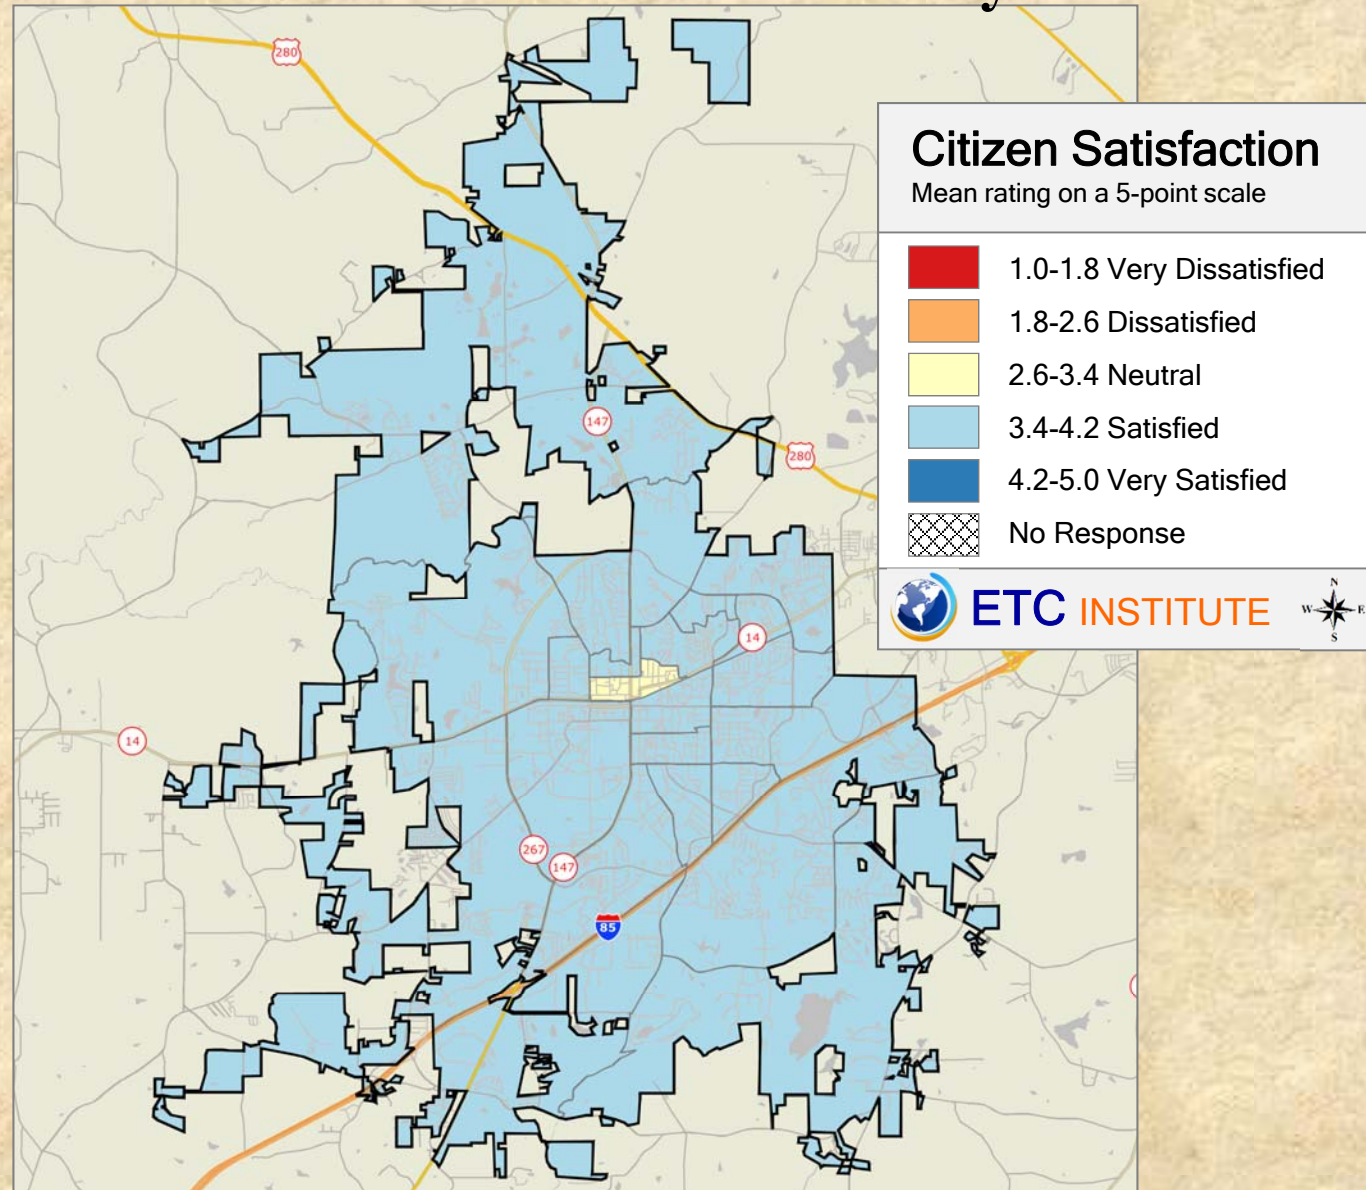 280
Citizen Satisfaction
Mean rating on a 5-point scale
1.0-1.8 Very Dissatisfied
1.8-2.6 Dissatisfied
2.6-3.4 Neutral
3.4-4.2 Satisfied
4.2-5.0 Very Satisfied
No Response
ETC INSTITUTE
N
W E
S
147
280
14
14
267
147
85